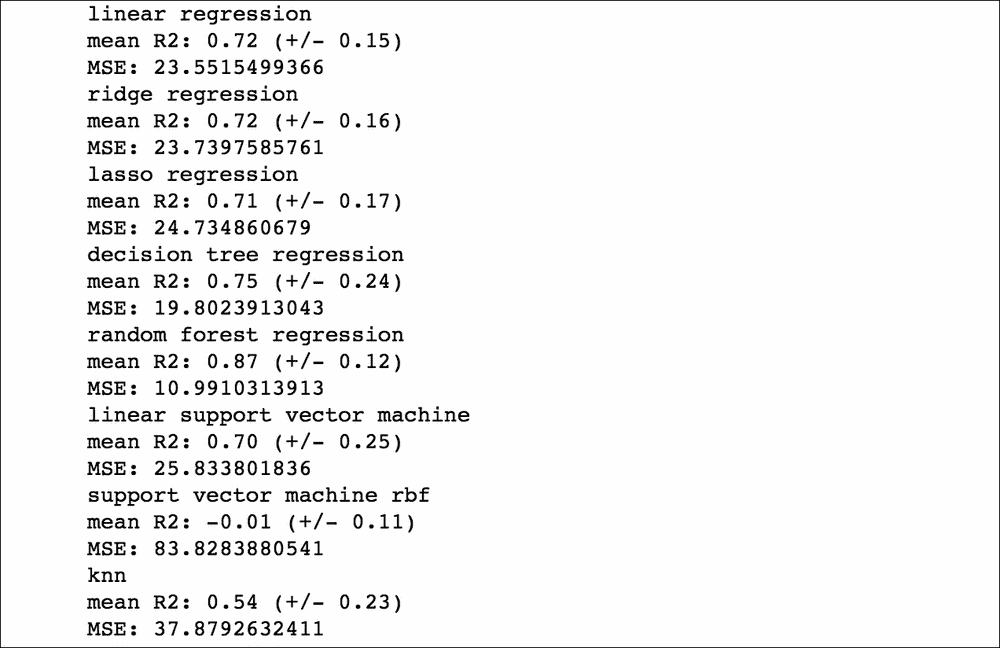 linear regression
mean R2: 0.72 (+/- 0.15)
MSE: 23.5515499366
ridge regression
mean R2: 0.72 (+/- 0.16)
MSE: 23.7397585761
lasso regression
mean R2: 0.71 (+/- 0.17)
MSE: 24.734860679
decision tree regression
mean R2: 0.75 (+/- 0.24)
MSE: 19.8023913043
random forest regression
mean R2: 0.87 (+/- 0.12)
MSE: 10.9910313913
linear support vector machine
mean R2: 0.70 (+/- 0.25)
MSE: 25.833801836
support vector machine rbf
mean R2: -0.01 (+/- 0.11)
MSE: 83.8283880541
knn
mean R2: 0.54 (+/- 0.23)
MSE: 37.8792632411